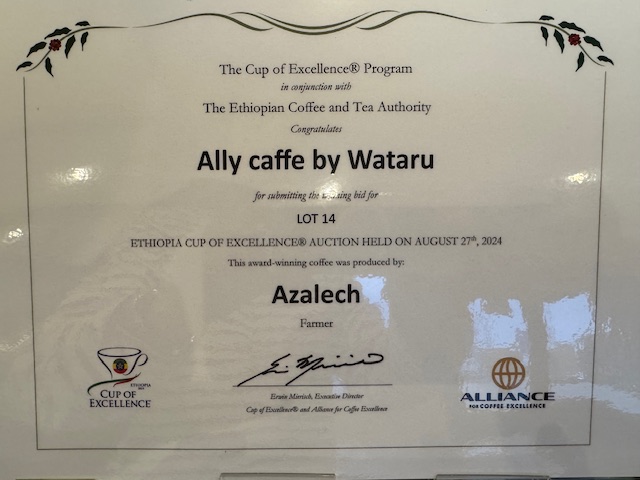 The Cup of Excellence® Program
in conjunction with
The Ethiopian Coffee and Tea Authority
Congratulates
Ally caffe by Wataru
for submitting the winning bid for
LOT 14
ETHIOPIA CUP OF EXCELLENCE® AUCTION HELD ON AUGUST 27th, 2024
This award-winning coffee was produced by:
Azalech
Farmer
Erwin Mierisch, Executive Director
Cup of Excellence® and Alliance for Coffee Excellence
ETHIOPIA
CUP OF
EXCELLENCE
ALLIANCE
FOR COFFEE EXCELLENCE